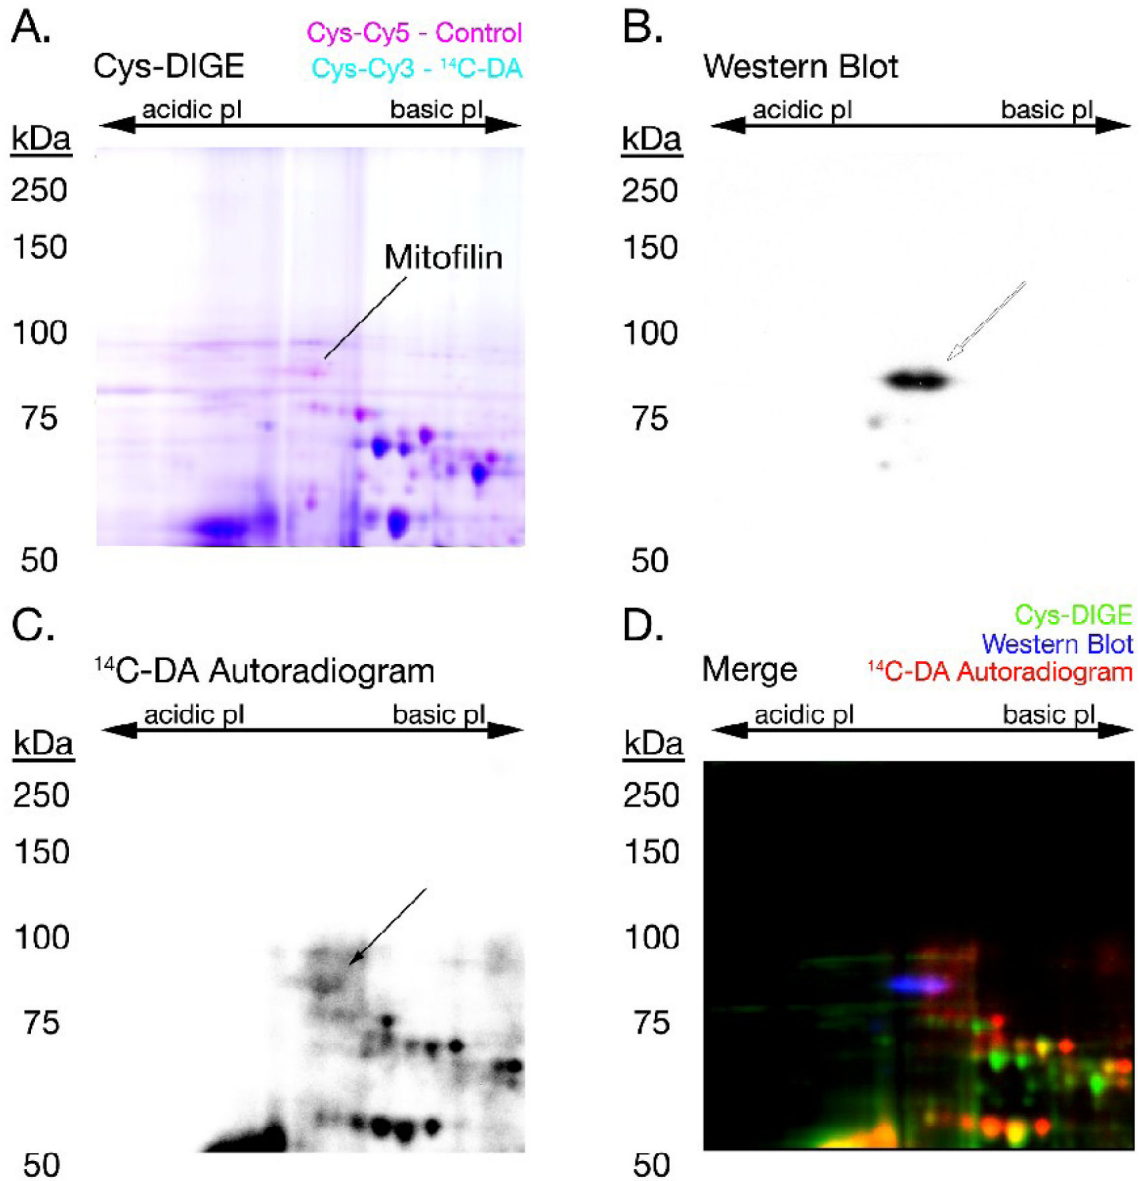 A.
Cys-Cy5 - Control
Cys-DIGE
Cys-Cy3 - ¹⁴C-DA
acidic pI
basic pI
kDa
250
150
Mitofilin
100
75
50
B.
Western Blot
acidic pI
basic pI
kDa
250
150
100
75
50
C.
¹⁴C-DA Autoradiogram
acidic pI
basic pI
kDa
250
150
100
75
50
D.
Cys-DIGE
Western Blot
Merge
¹⁴C-DA Autoradiogram
acidic pI
basic pI
kDa
250
150
100
75
50